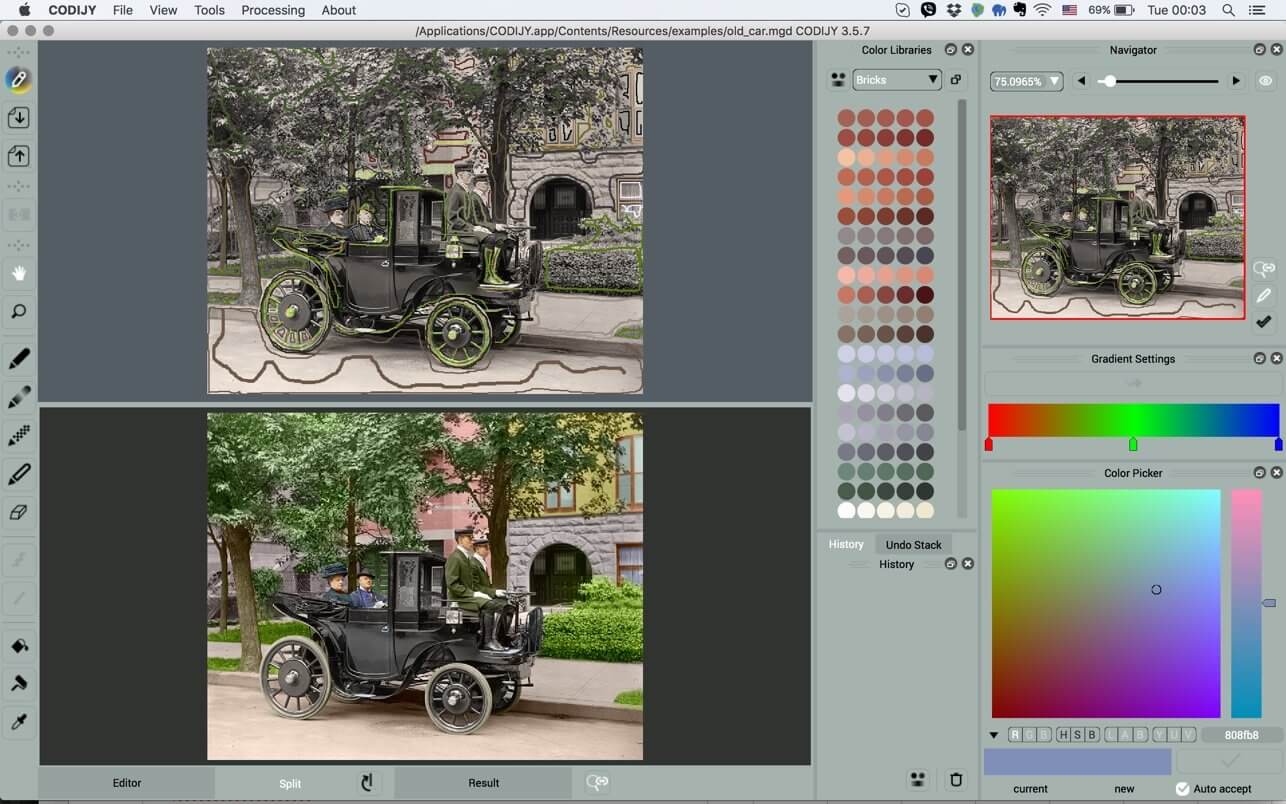 CODIJY File View Tools Processing About 69% Tue 00:03
/Applications/CODIJY.app/Contents/Resources/examples/old_car.mgd CODIJY 3.5.7
Color Libraries
Bricks
Navigator
75.0965%
Gradient Settings
Color Picker
R G B H S B L A B Y U V 808fb8
current new Auto accept
History Undo Stack
History
Editor Split Result